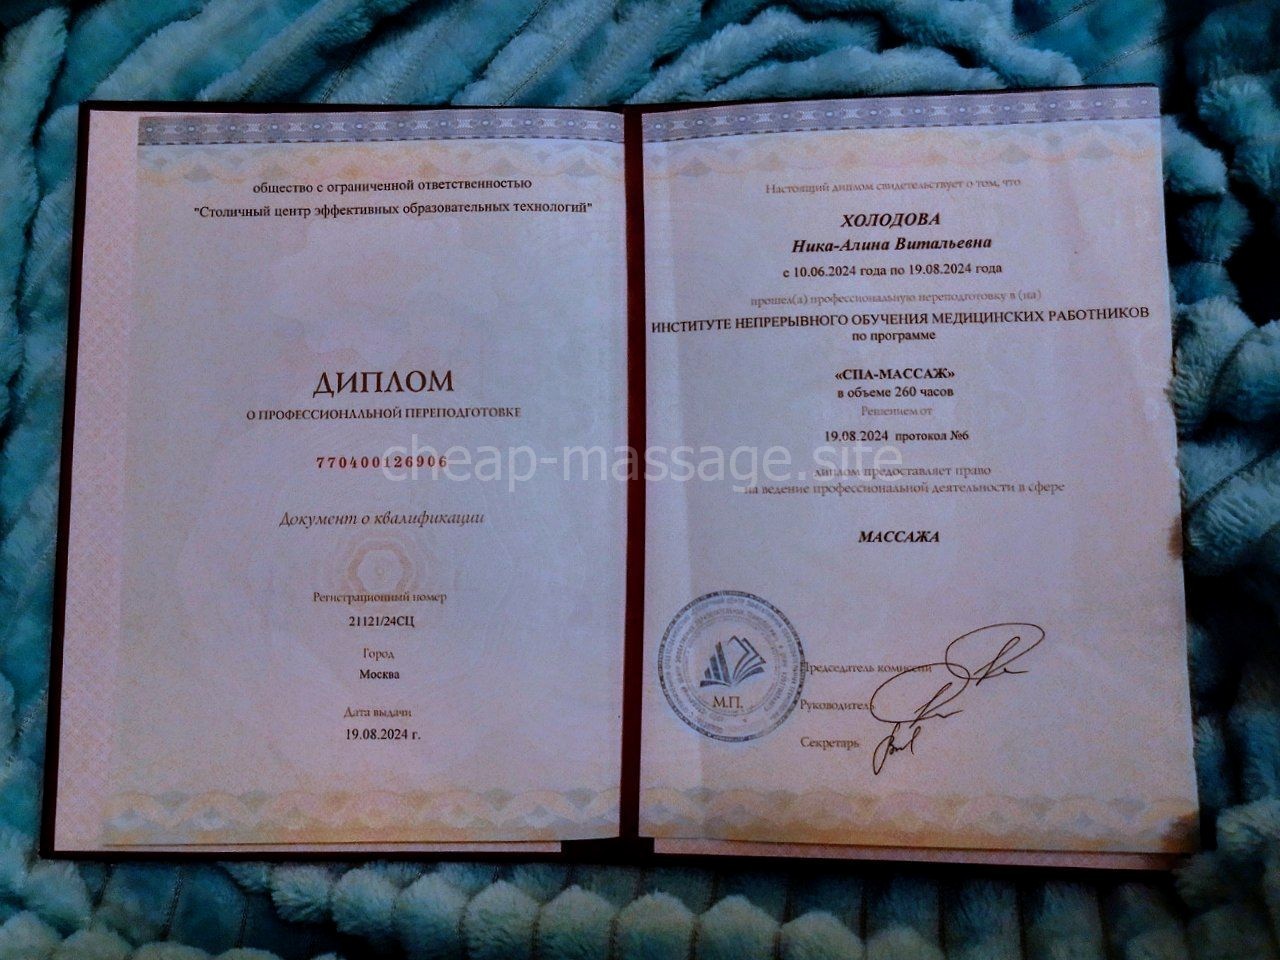 общество с ограниченной ответственностью
"Столичный центр эффективных образовательных технологий"
ДИПЛОМ
О ПРОФЕССИОНАЛЬНОЙ ПЕРЕПОДГОТОВКЕ
770400126906
Документ о квалификации
Регистрационный номер
21121/24СЦ
Город
Москва
Дата выдачи
19.08.2024 г.
Настоящий диплом свидетельствует о том, что
ХОЛОДОВА
Ника-Алина Витальевна
с 10.06.2024 года по 19.08.2024 года
прошел(а) профессиональную переподготовку в (на)
ИНСТИТУТЕ НЕПРЕРЫВНОГО ОБУЧЕНИЯ МЕДИЦИНСКИХ РАБОТНИКОВ
по программе
«СПА-МАССАЖ»
в объеме 260 часов
Решением от
19.08.2024 протокол №6
диплом предоставляет право
на ведение профессиональной деятельности в сфере
МАССАЖА
М.П.
Председатель комиссии
Руководитель
Секретарь
cheap-massage.site